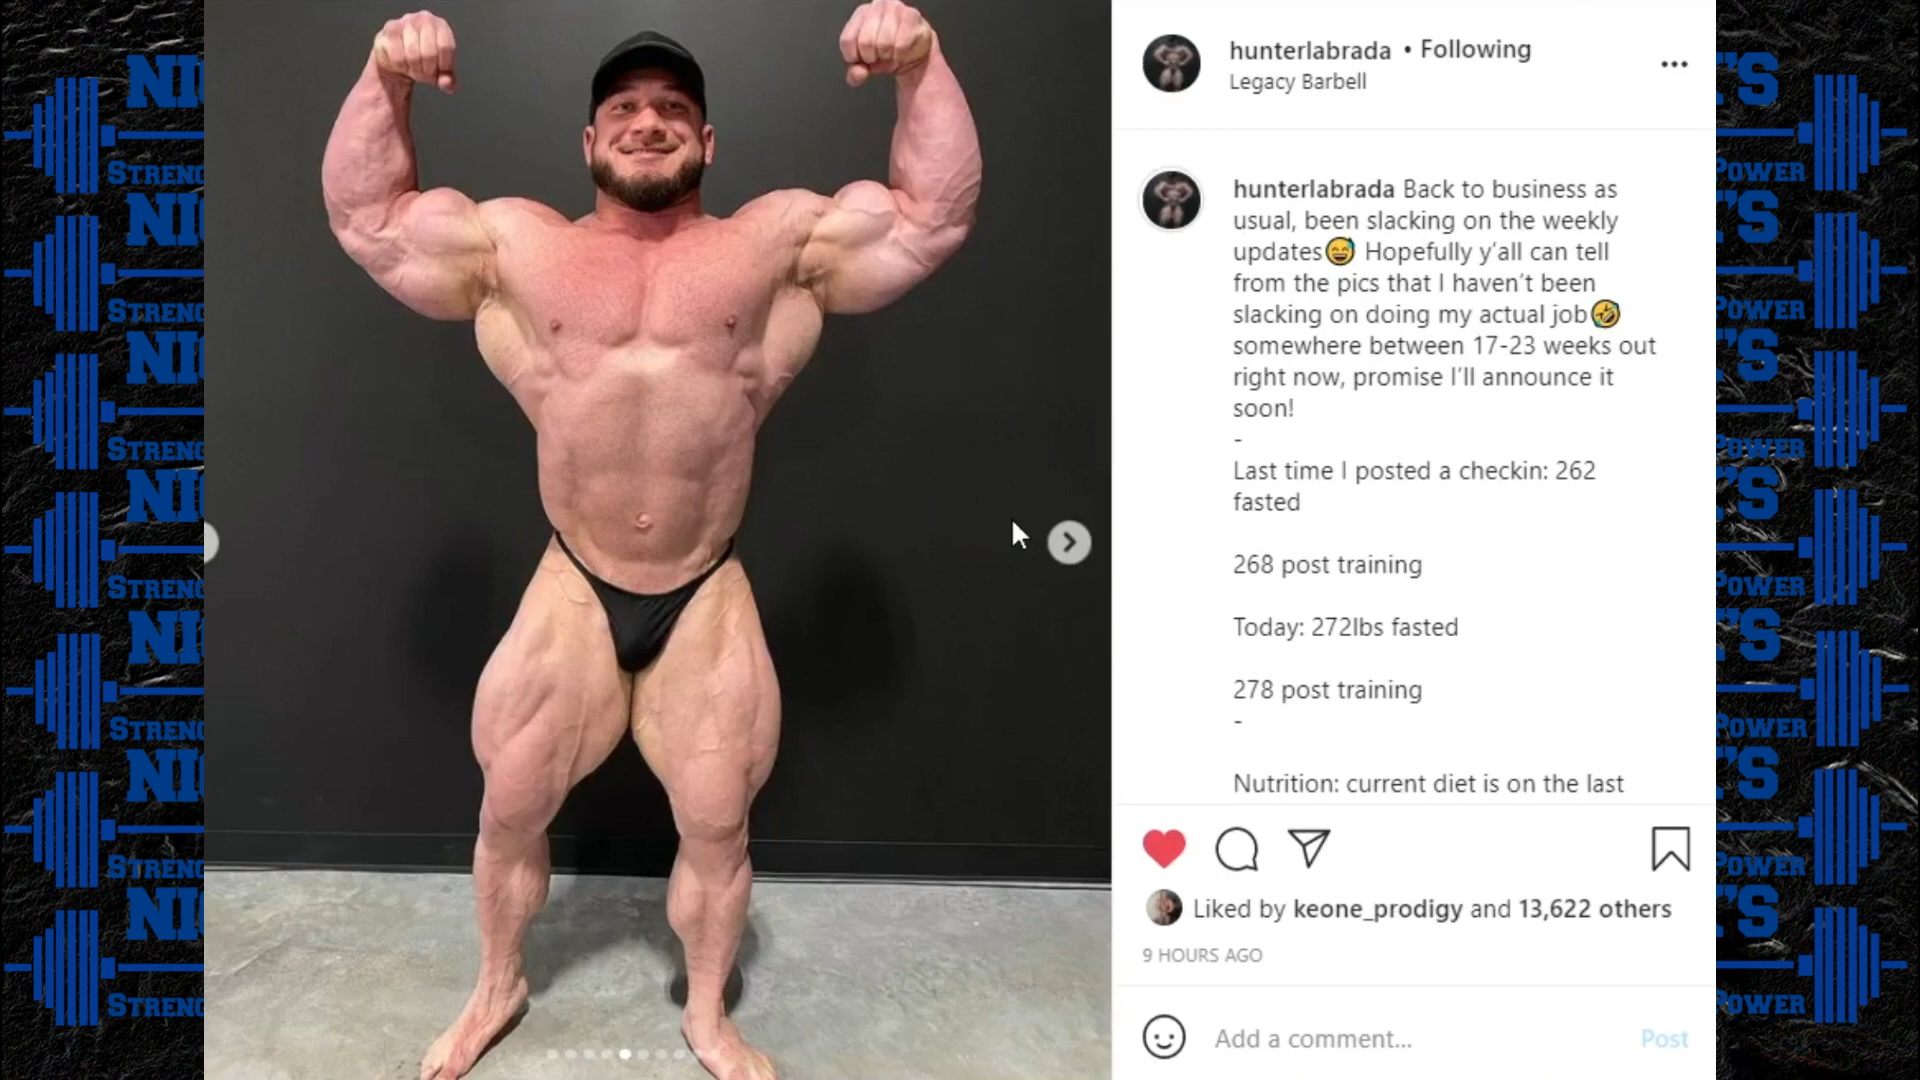 hunterlabrada • Following
Legacy Barbell
hunterlabrada Back to business as
usual, been slacking on the weekly
updates😅 Hopefully y'all can tell
from the pics that I haven't been
slacking on doing my actual job🤣
somewhere between 17-23 weeks out
right now, promise I'll announce it
soon!
-
Last time I posted a checkin: 262
fasted
268 post training
Today: 272lbs fasted
278 post training
-
Nutrition: current diet is on the last
Liked by keone_prodigy and 13,622 others
9 HOURS AGO
Add a comment...
Post